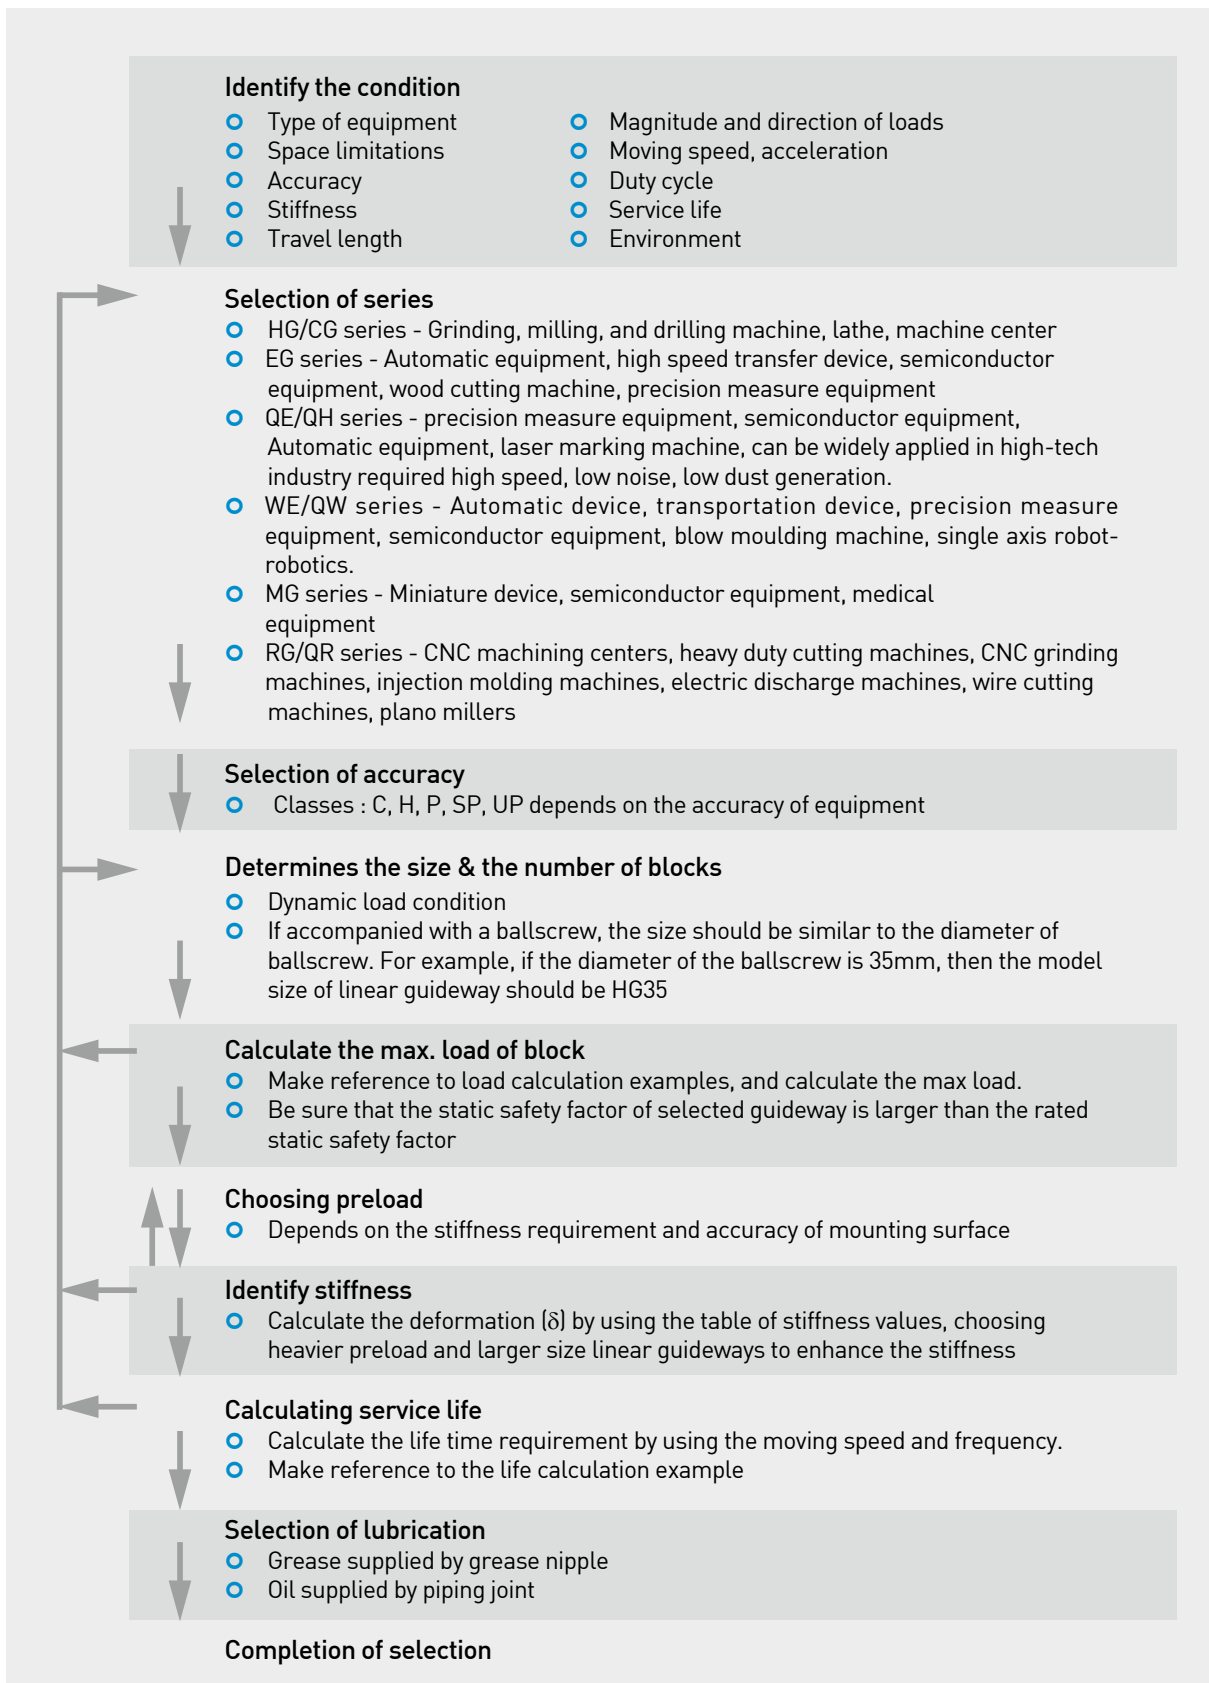 Identify the condition
Type of equipment
Space limitations
Accuracy
Stiffness
Travel length
Magnitude and direction of loads
Moving speed, acceleration
Duty cycle
Service life
Environment
Selection of series
HG/CG series - Grinding, milling, and drilling machine, lathe, machine center
EG series - Automatic equipment, high speed transfer device, semiconductor
equipment, wood cutting machine, precision measure equipment
QE/QH series - precision measure equipment, semiconductor equipment,
Automatic equipment, laser marking machine, can be widely applied in high-tech
industry required high speed, low noise, low dust generation.
WE/QW series - Automatic device, transportation device, precision measure
equipment, semiconductor equipment, blow moulding machine, single axis robot-
robotics.
MG series - Miniature device, semiconductor equipment, medical
equipment
RG/QR series - CNC machining centers, heavy duty cutting machines, CNC grinding
machines, injection molding machines, electric discharge machines, wire cutting
machines, plano millers
Selection of accuracy
Classes : C, H, P, SP, UP depends on the accuracy of equipment
Determines the size & the number of blocks
Dynamic load condition
If accompanied with a ballscrew, the size should be similar to the diameter of
ballscrew. For example, if the diameter of the ballscrew is 35mm, then the model
size of linear guideway should be HG35
Calculate the max. load of block
Make reference to load calculation examples, and calculate the max load.
Be sure that the static safety factor of selected guideway is larger than the rated
static safety factor
Choosing preload
Depends on the stiffness requirement and accuracy of mounting surface
Identify stiffness
Calculate the deformation (δ) by using the table of stiffness values, choosing
heavier preload and larger size linear guideways to enhance the stiffness
Calculating service life
Calculate the life time requirement by using the moving speed and frequency.
Make reference to the life calculation example
Selection of lubrication
Grease supplied by grease nipple
Oil supplied by piping joint
Completion of selection